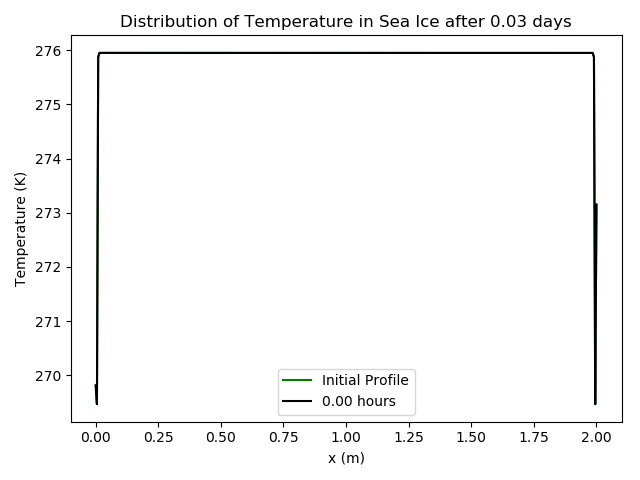 Distribution of Temperature in Sea Ice after 0.03 days
276
275
274
273
272
271
270
Temperature (K)
Initial Profile
0.00 hours
0.00 0.25 0.50 0.75 1.00 1.25 1.50 1.75 2.00
x (m)